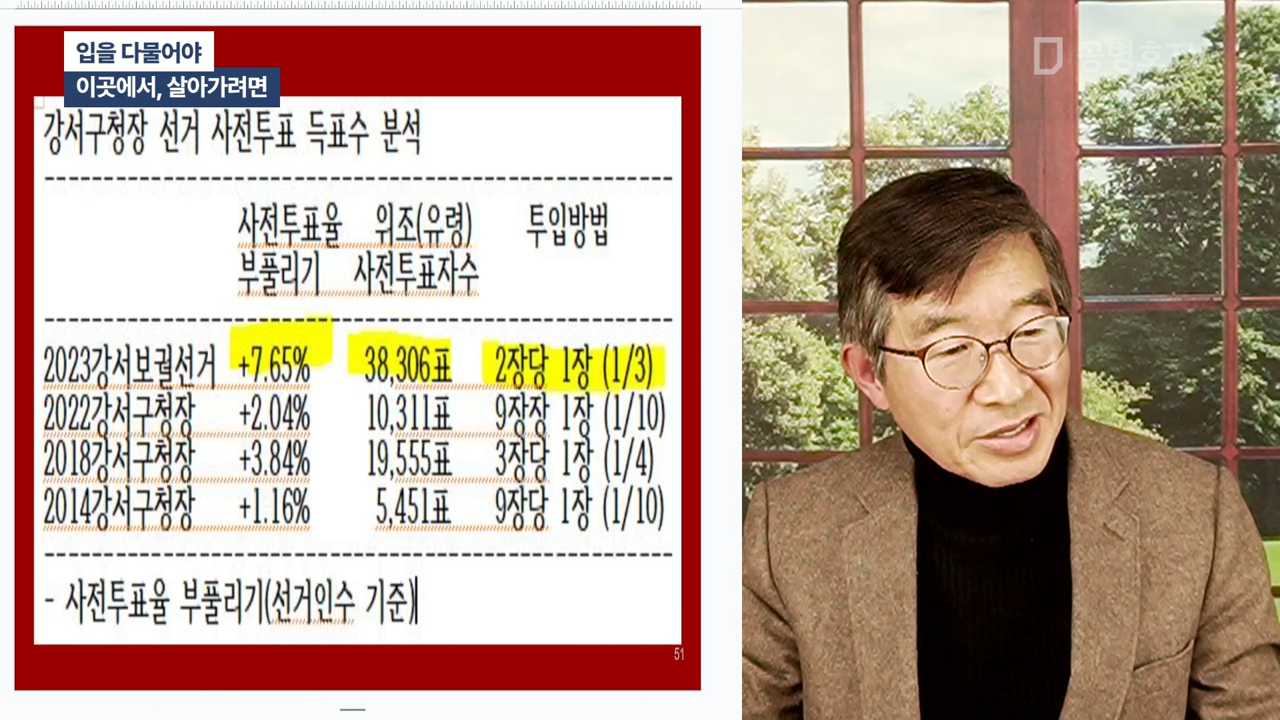 입을 다물어야
이곳에서, 살아가려면
강서구청장 선거 사전투표 득표수 분석
사전투표율 위조(유령) 투입방법
부풀리기 사전투표자수
2023강서보궐선거 +7.65% 38,306표 2장당 1장 (1/3)
2022강서구청장 +2.04% 10,311표 9장장 1장 (1/10)
2018강서구청장 +3.84% 19,555표 3장당 1장 (1/4)
2014강서구청장 +1.16% 5,451표 9장당 1장 (1/10)
- 사전투표율 부풀리기(선거인수 기준)
51
공병호